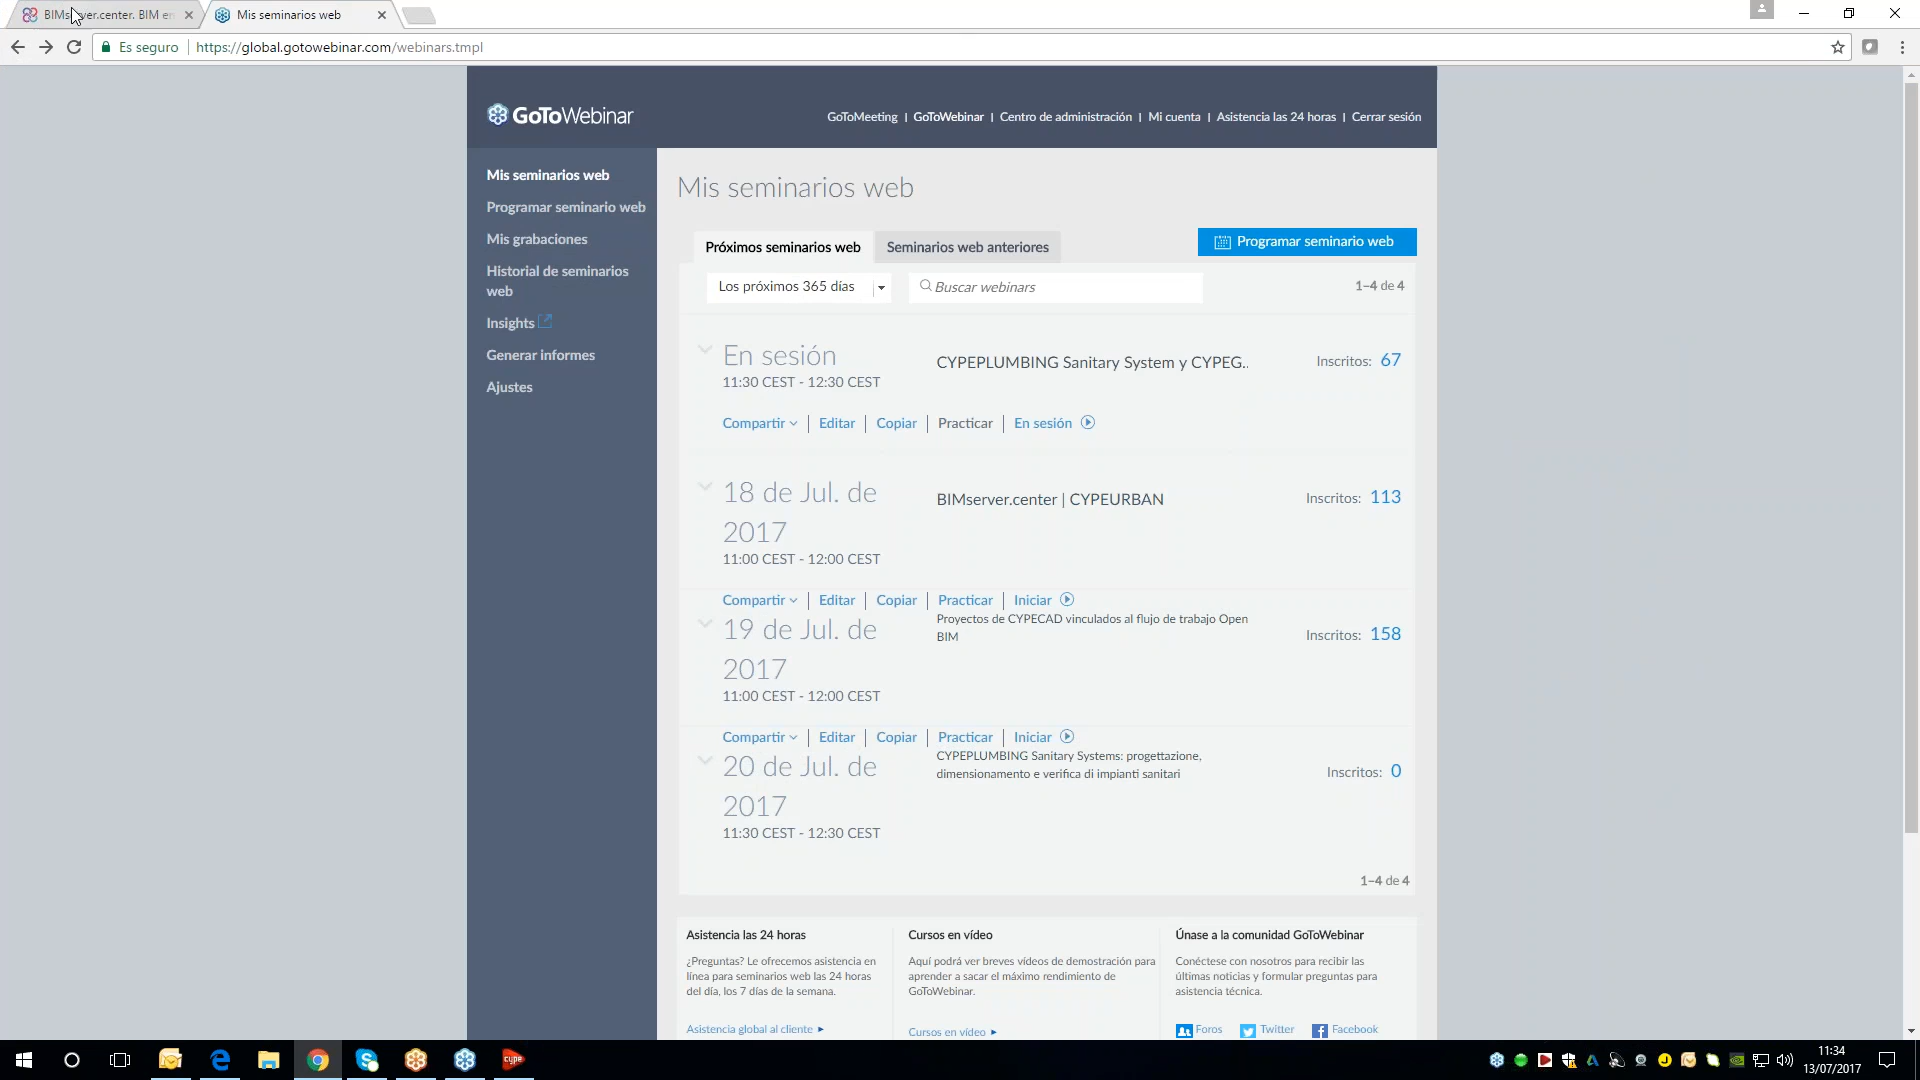 BIMserver.center. BIM en
Mis seminarios web
Es seguro
https://global.gotowebinar.com/webinars.tmpl
GoToWebinar
GoToMeeting | GoToWebinar | Centro de administración | Mi cuenta | Asistencia las 24 horas | Cerrar sesión
Mis seminarios web
Programar seminario web
Mis grabaciones
Historial de seminarios
web
Insights
Generar informes
Ajustes
Mis seminarios web
Próximos seminarios web
Seminarios web anteriores
Programar seminario web
Los próximos 365 días
Buscar webinars
1–4 de 4
En sesión
11:30 CEST - 12:30 CEST
CYPEPLUMBING Sanitary System y CYPEG..
Inscritos: 67
Compartir | Editar | Copiar | Practicar | En sesión
18 de Jul. de
2017
11:00 CEST - 12:00 CEST
BIMserver.center | CYPEURBAN
Inscritos: 113
Compartir | Editar | Copiar | Practicar | Iniciar
19 de Jul. de
2017
11:00 CEST - 12:00 CEST
Proyectos de CYPECAD vinculados al flujo de trabajo Open
BIM
Inscritos: 158
Compartir | Editar | Copiar | Practicar | Iniciar
20 de Jul. de
2017
11:30 CEST - 12:30 CEST
CYPEPLUMBING Sanitary Systems: progettazione,
dimensionamento e verifica di impianti sanitari
Inscritos: 0
1–4 de 4
Asistencia las 24 horas
¿Preguntas? Le ofrecemos asistencia en
línea para seminarios web las 24 horas
del día, los 7 días de la semana.
Asistencia global al cliente
Cursos en vídeo
Aquí podrá ver breves vídeos de demostración para
aprender a sacar el máximo rendimiento de
GoToWebinar.
Cursos en vídeo
Únase a la comunidad GoToWebinar
Conéctese con nosotros para recibir las
últimas noticias y formular preguntas para
asistencia técnica.
Foros
Twitter
Facebook
cype
11:34
13/07/2017